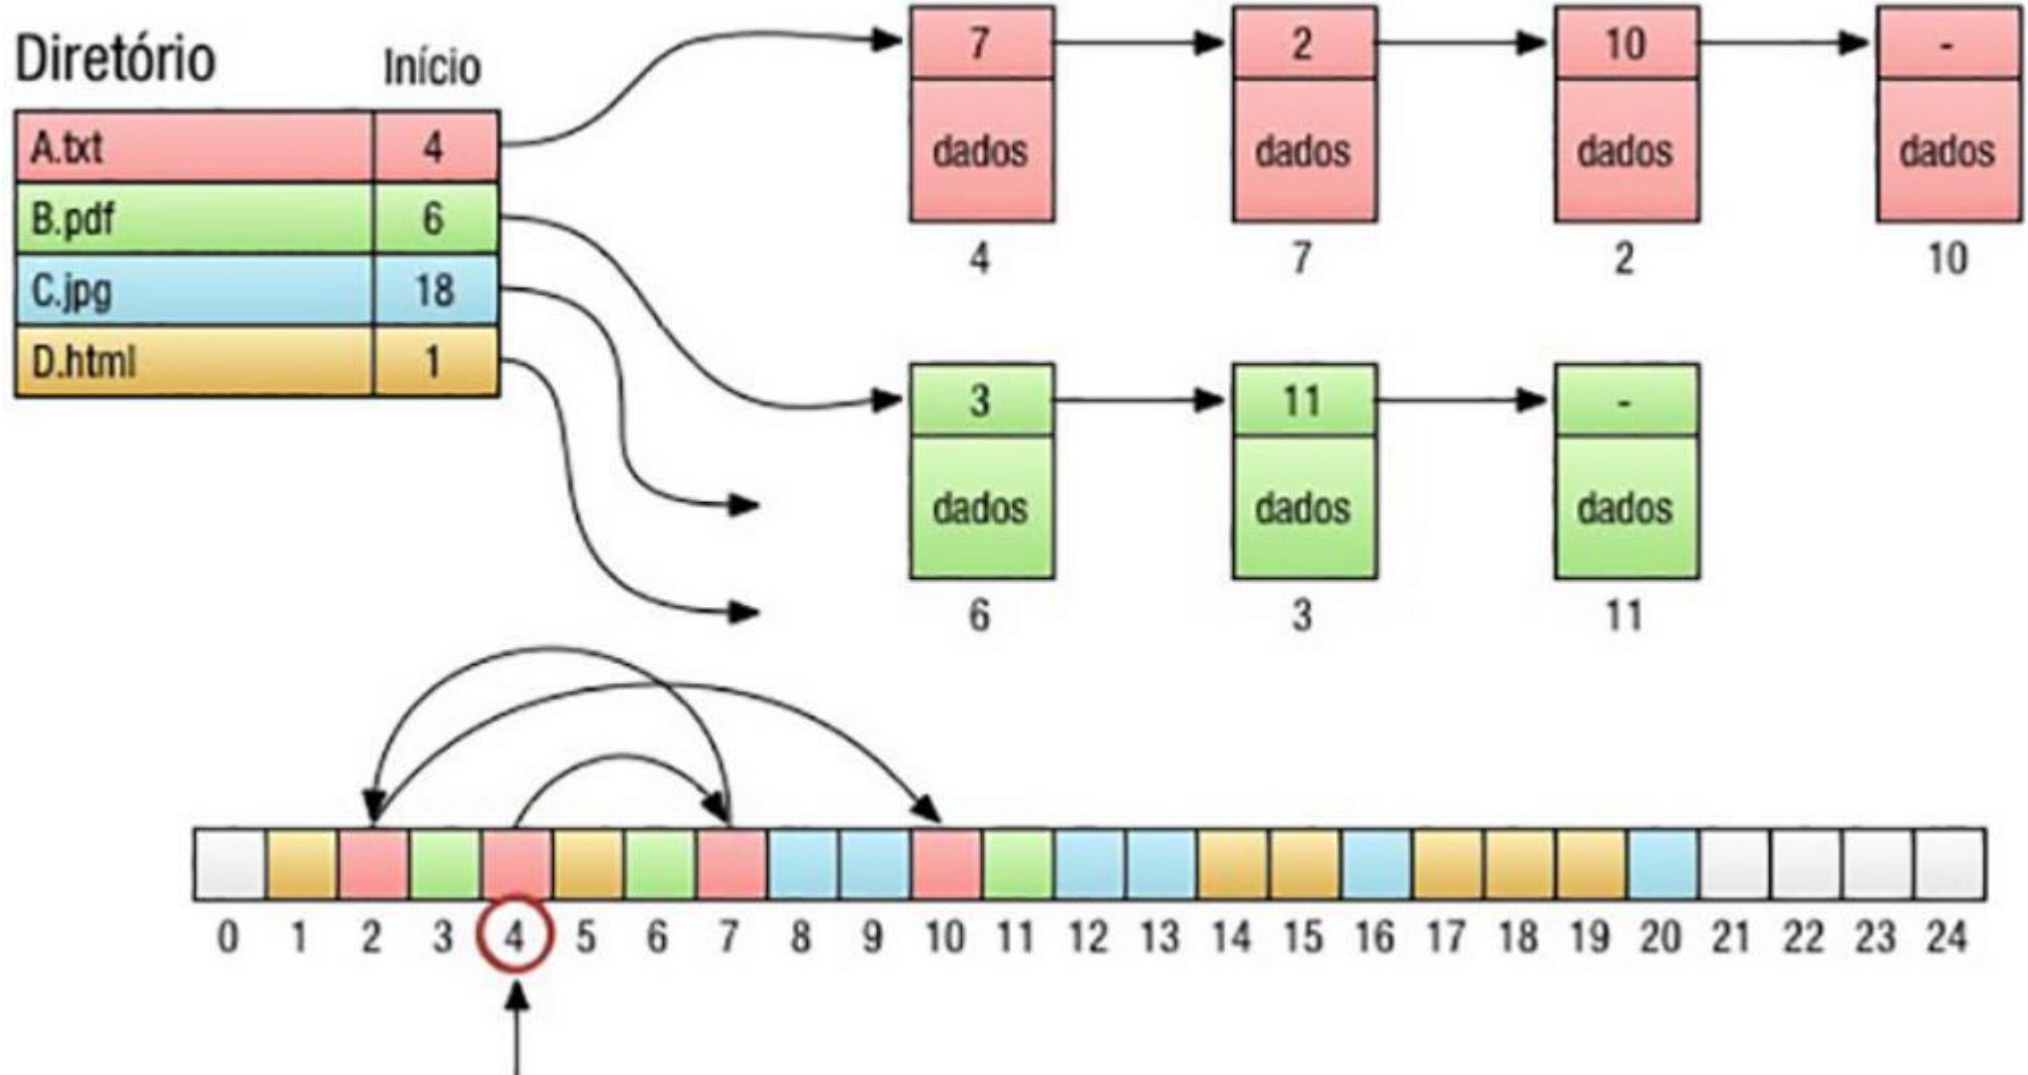 Diretório Início
A.txt 4
B.pdf 6
C.jpg 18
D.html 1
7 2 10 -
dados dados dados dados
4 7 2 10
3 11 -
dados dados dados
6 3 11
0 1 2 3 4 5 6 7 8 9 10 11 12 13 14 15 16 17 18 19 20 21 22 23 24